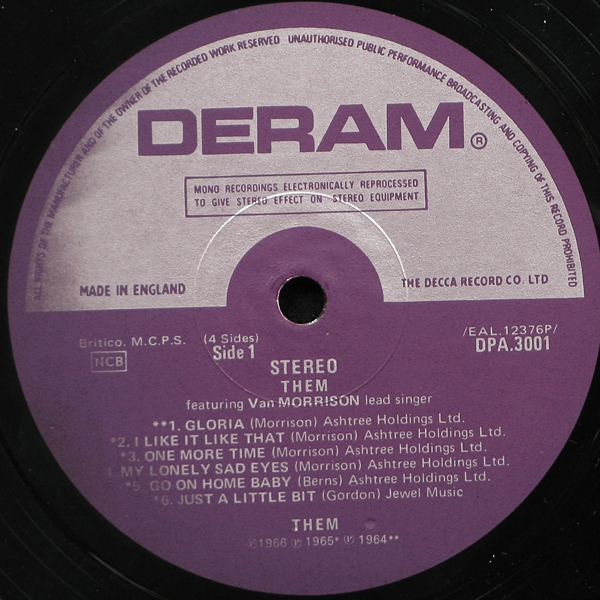 ALL RIGHTS OF THE MANUFACTURER AND OF THE OWNER OF THE RECORDED WORK RESERVED UNAUTHORISED PUBLIC PERFORMANCE BROADCASTING AND COPYING OF THIS RECORD PROHIBITED
DERAM®
MONO RECORDINGS ELECTRONICALLY REPROCESSED
TO GIVE STEREO EFFECT ON STEREO EQUIPMENT
MADE IN ENGLAND
THE DECCA RECORD CO. LTD
Britico. M.C.P.S.
NCB
(4 Sides)
Side 1
/EAL.12376P/
DPA.3001
STEREO
THEM
featuring Van MORRISON lead singer
**1. GLORIA (Morrison) Ashtree Holdings Ltd.
*2. I LIKE IT LIKE THAT (Morrison) Ashtree Holdings Ltd.
*3. ONE MORE TIME (Morrison) Ashtree Holdings Ltd.
4. MY LONELY SAD EYES (Morrison) Ashtree Holdings Ltd.
*5. GO ON HOME BABY (Berns) Ashtree Holdings Ltd.
*6. JUST A LITTLE BIT (Gordon) Jewel Music
THEM
℗1966 ℗1965* ℗1964**